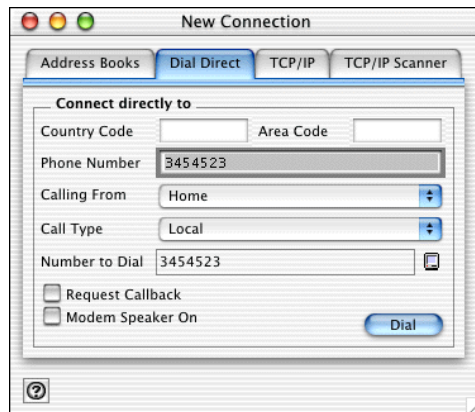 New Connection
Address Books Dial Direct TCP/IP TCP/IP Scanner
Connect directly to
Country Code Area Code
Phone Number 3454523
Calling From Home
Call Type Local
Number to Dial 3454523
Request Callback
Modem Speaker On
Dial
?